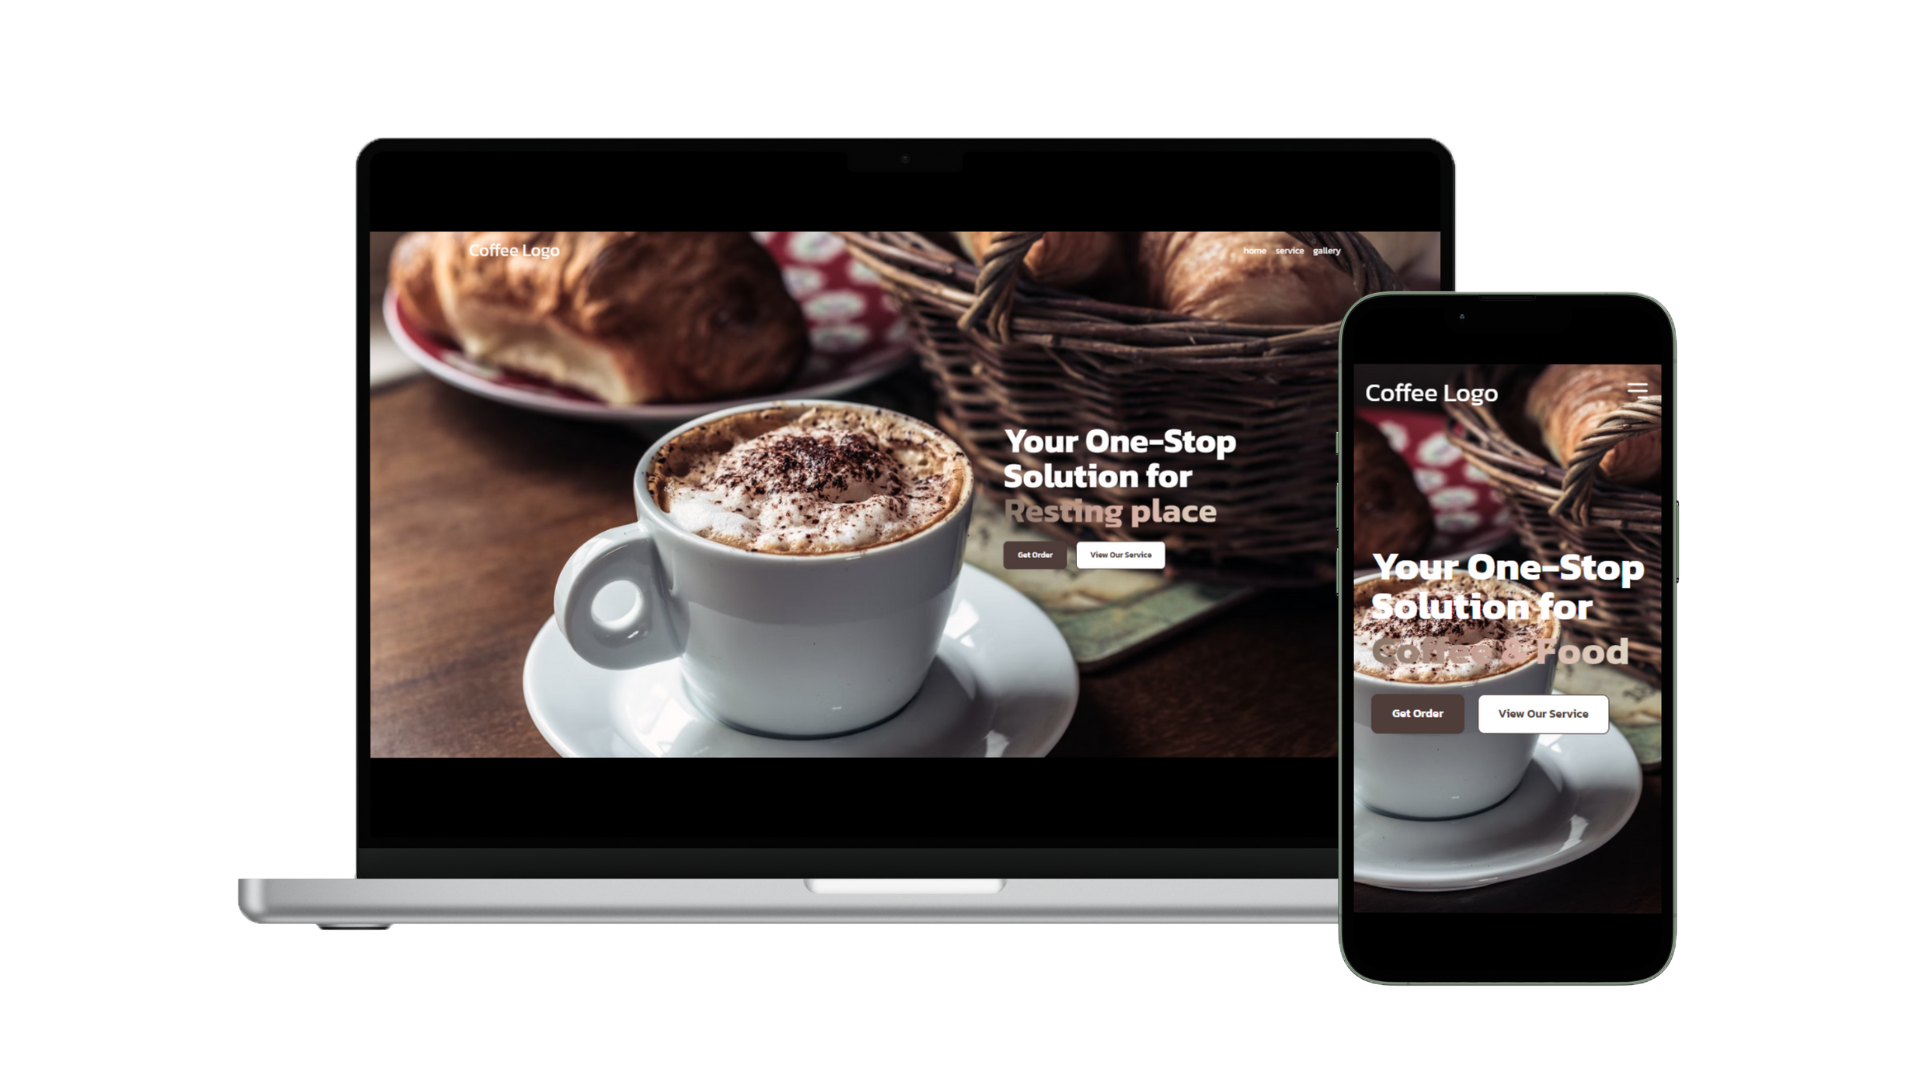 Coffee Logo
home service gallery
Your One-Stop
Solution for
Resting place
Get Order
View Our Service
Coffee Logo
Your One-Stop
Solution for
Coffee & Food
Get Order
View Our Service